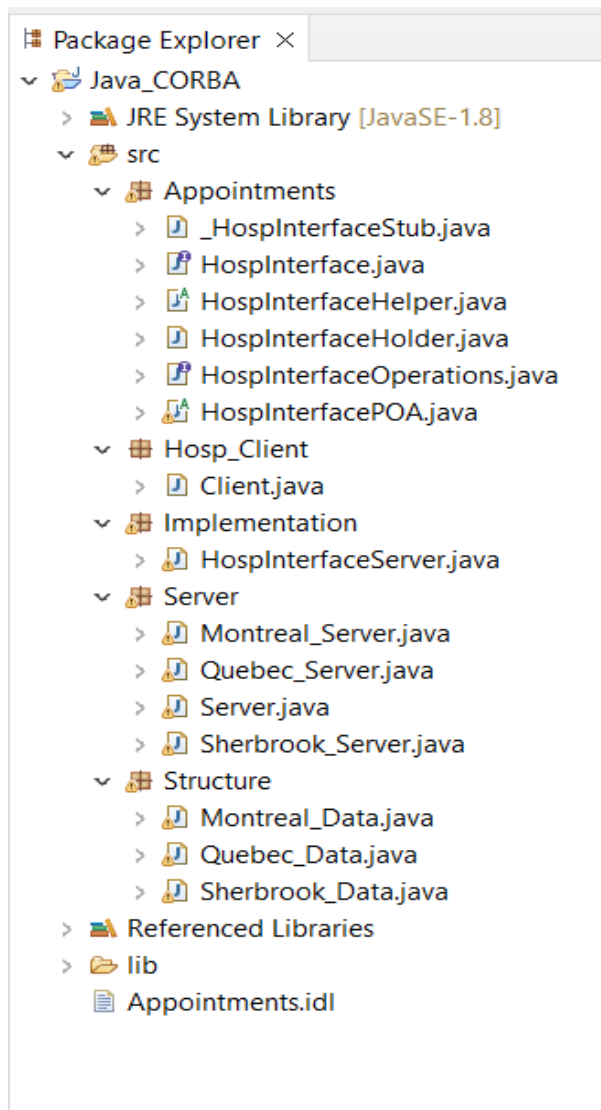 Package Explorer ×
Java_CORBA
JRE System Library [JavaSE-1.8]
src
Appointments
_HospInterfaceStub.java
HospInterface.java
HospInterfaceHelper.java
HospInterfaceHolder.java
HospInterfaceOperations.java
HospInterfacePOA.java
Hosp_Client
Client.java
Implementation
HospInterfaceServer.java
Server
Montreal_Server.java
Quebec_Server.java
Server.java
Sherbrook_Server.java
Structure
Montreal_Data.java
Quebec_Data.java
Sherbrook_Data.java
Referenced Libraries
lib
Appointments.idl